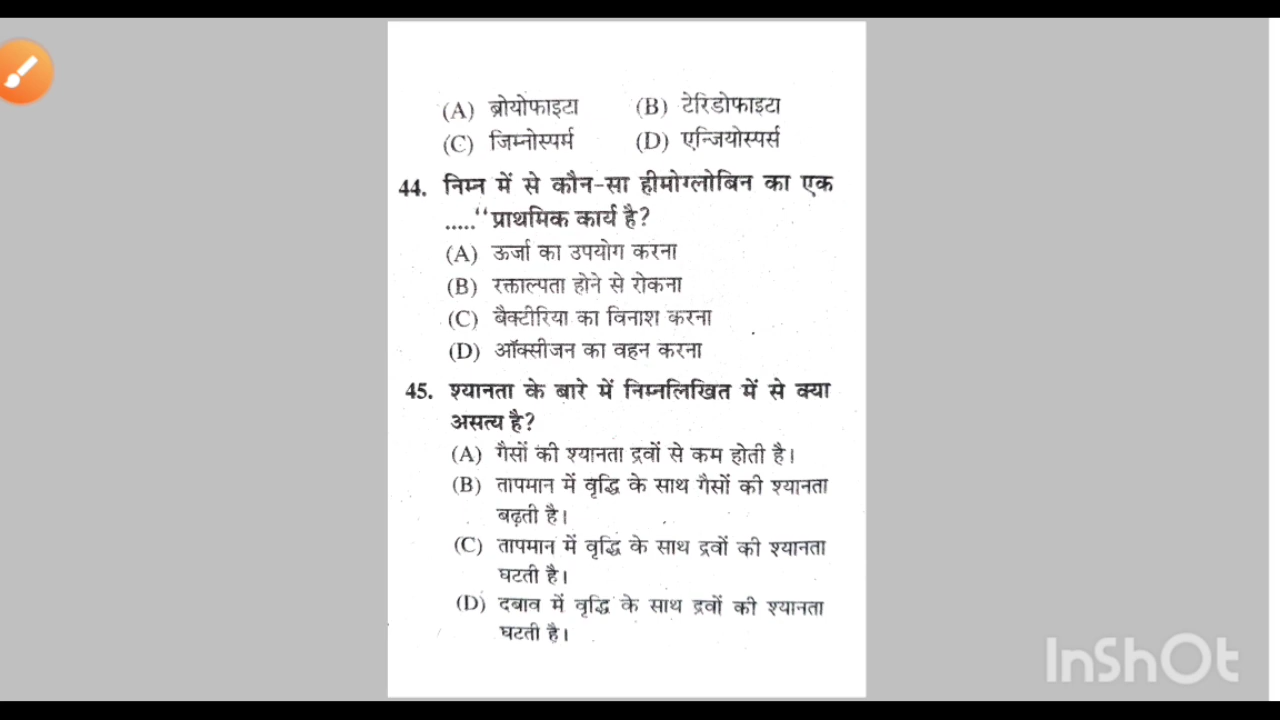 (A) ब्रोयोफाइटा (B) टेरिडोफाइटा
(C) जिम्नोस्पर्म (D) एन्जियोस्पर्स
44. निम्न में से कौन-सा हीमोग्लोबिन का एक
.....“ प्राथमिक कार्य है?
(A) ऊर्जा का उपयोग करना
(B) रक्ताल्पता होने से रोकना
(C) बैक्टीरिया का विनाश करना
(D) ऑक्सीजन का वहन करना
45. श्यानता के बारे में निम्नलिखित में से क्या
असत्य है?
(A) गैसों की श्यानता द्रवों से कम होती है।
(B) तापमान में वृद्धि के साथ गैसों की श्यानता
बढ़ती है।
(C) तापमान में वृद्धि के साथ द्रवों की श्यानता
घटती है।
(D) दबाव में वृद्धि के साथ द्रवों की श्यानता
घटती है।
InShOt